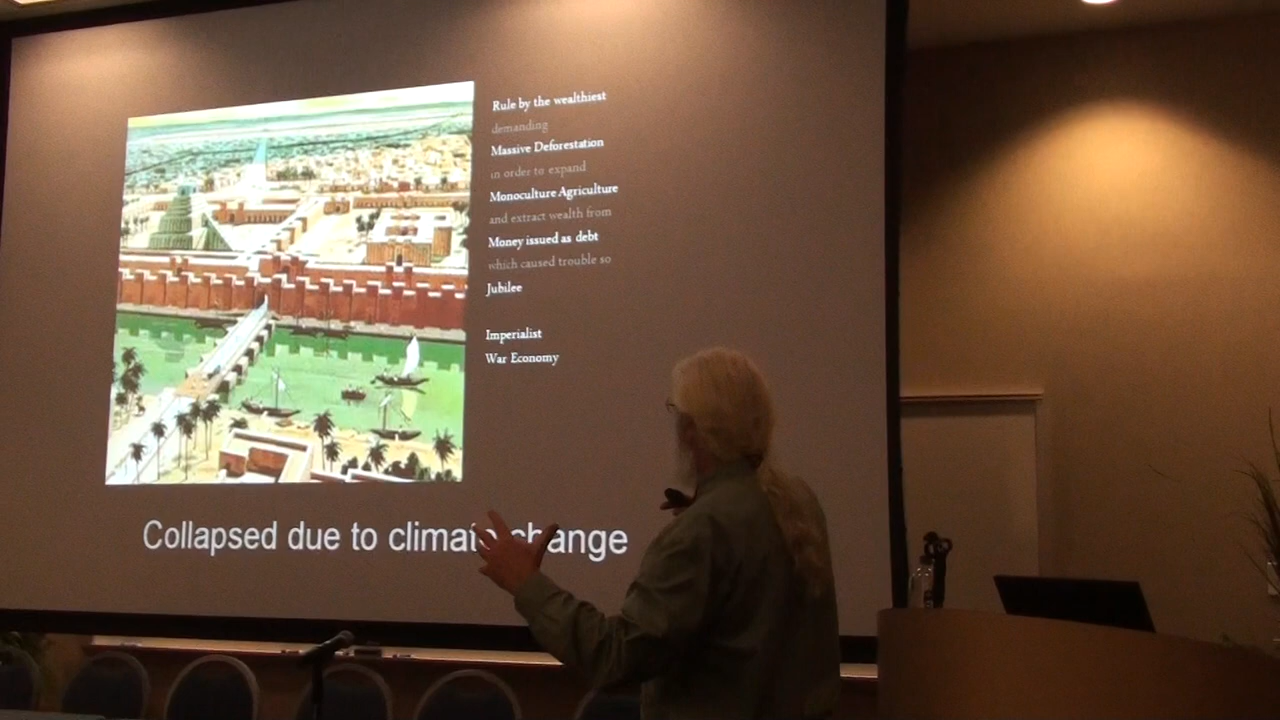 Rule by the wealthiest
demanding
Massive Deforestation
in order to expand
Monoculture Agriculture
and extract wealth from
Money issued as debt
which caused trouble so
Jubilee
Imperialist
War Economy
Collapsed due to climate change